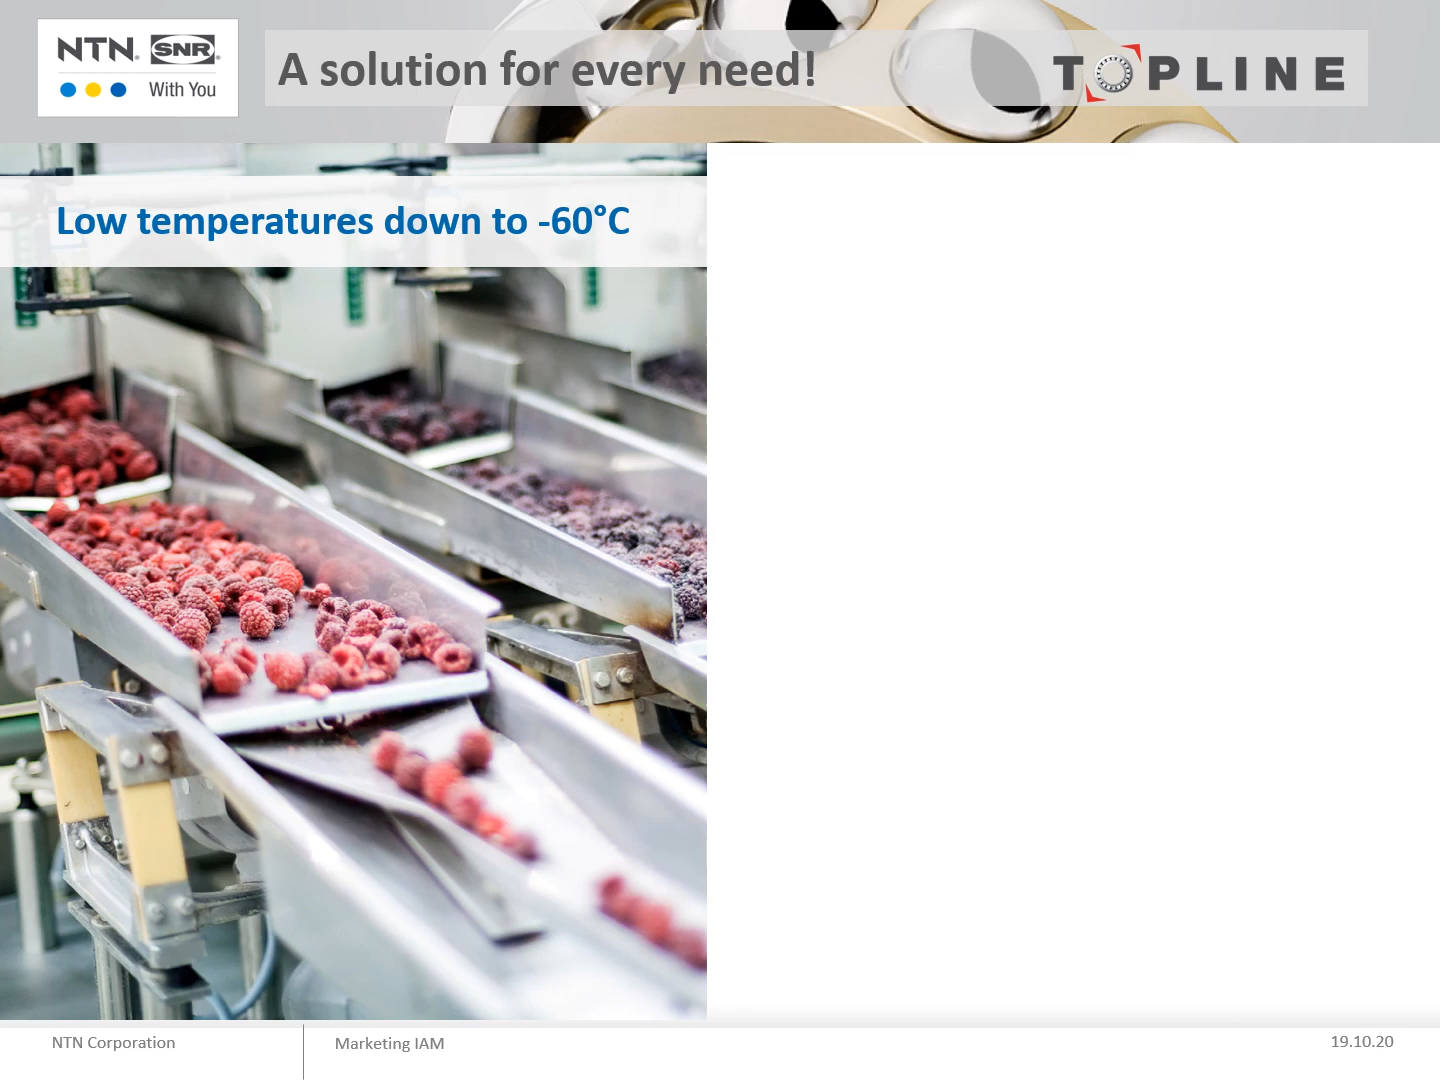 NTN® SNR®
With You
A solution for every need!
TOPLINE
Low temperatures down to -60°C
NTN Corporation
Marketing IAM
19.10.20